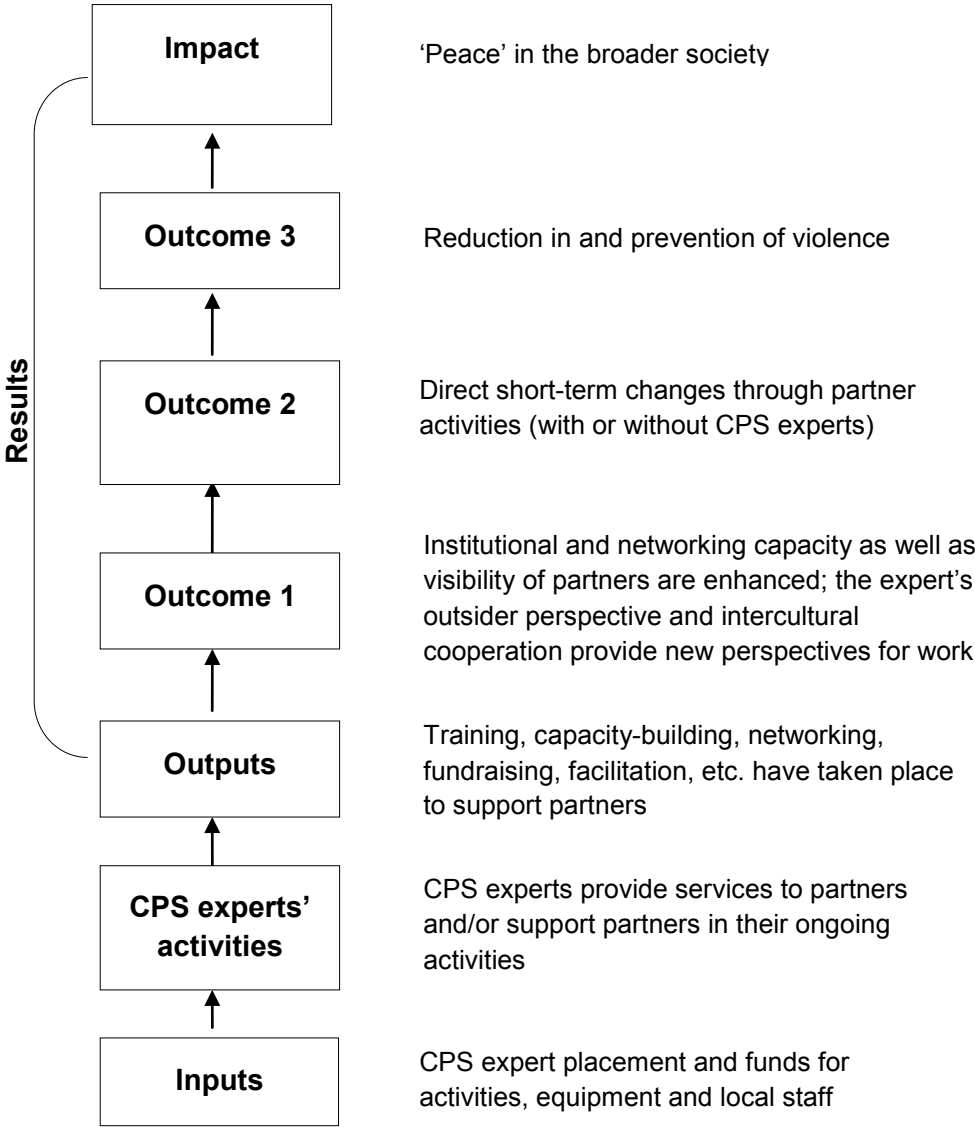 Impact
‘Peace’ in the broader society
Outcome 3
Reduction in and prevention of violence
Results
Outcome 2
Direct short-term changes through partner
activities (with or without CPS experts)
Outcome 1
Institutional and networking capacity as well as
visibility of partners are enhanced; the expert’s
outsider perspective and intercultural
cooperation provide new perspectives for work
Outputs
Training, capacity-building, networking,
fundraising, facilitation, etc. have taken place
to support partners
CPS experts’
activities
CPS experts provide services to partners
and/or support partners in their ongoing
activities
Inputs
CPS expert placement and funds for
activities, equipment and local staff